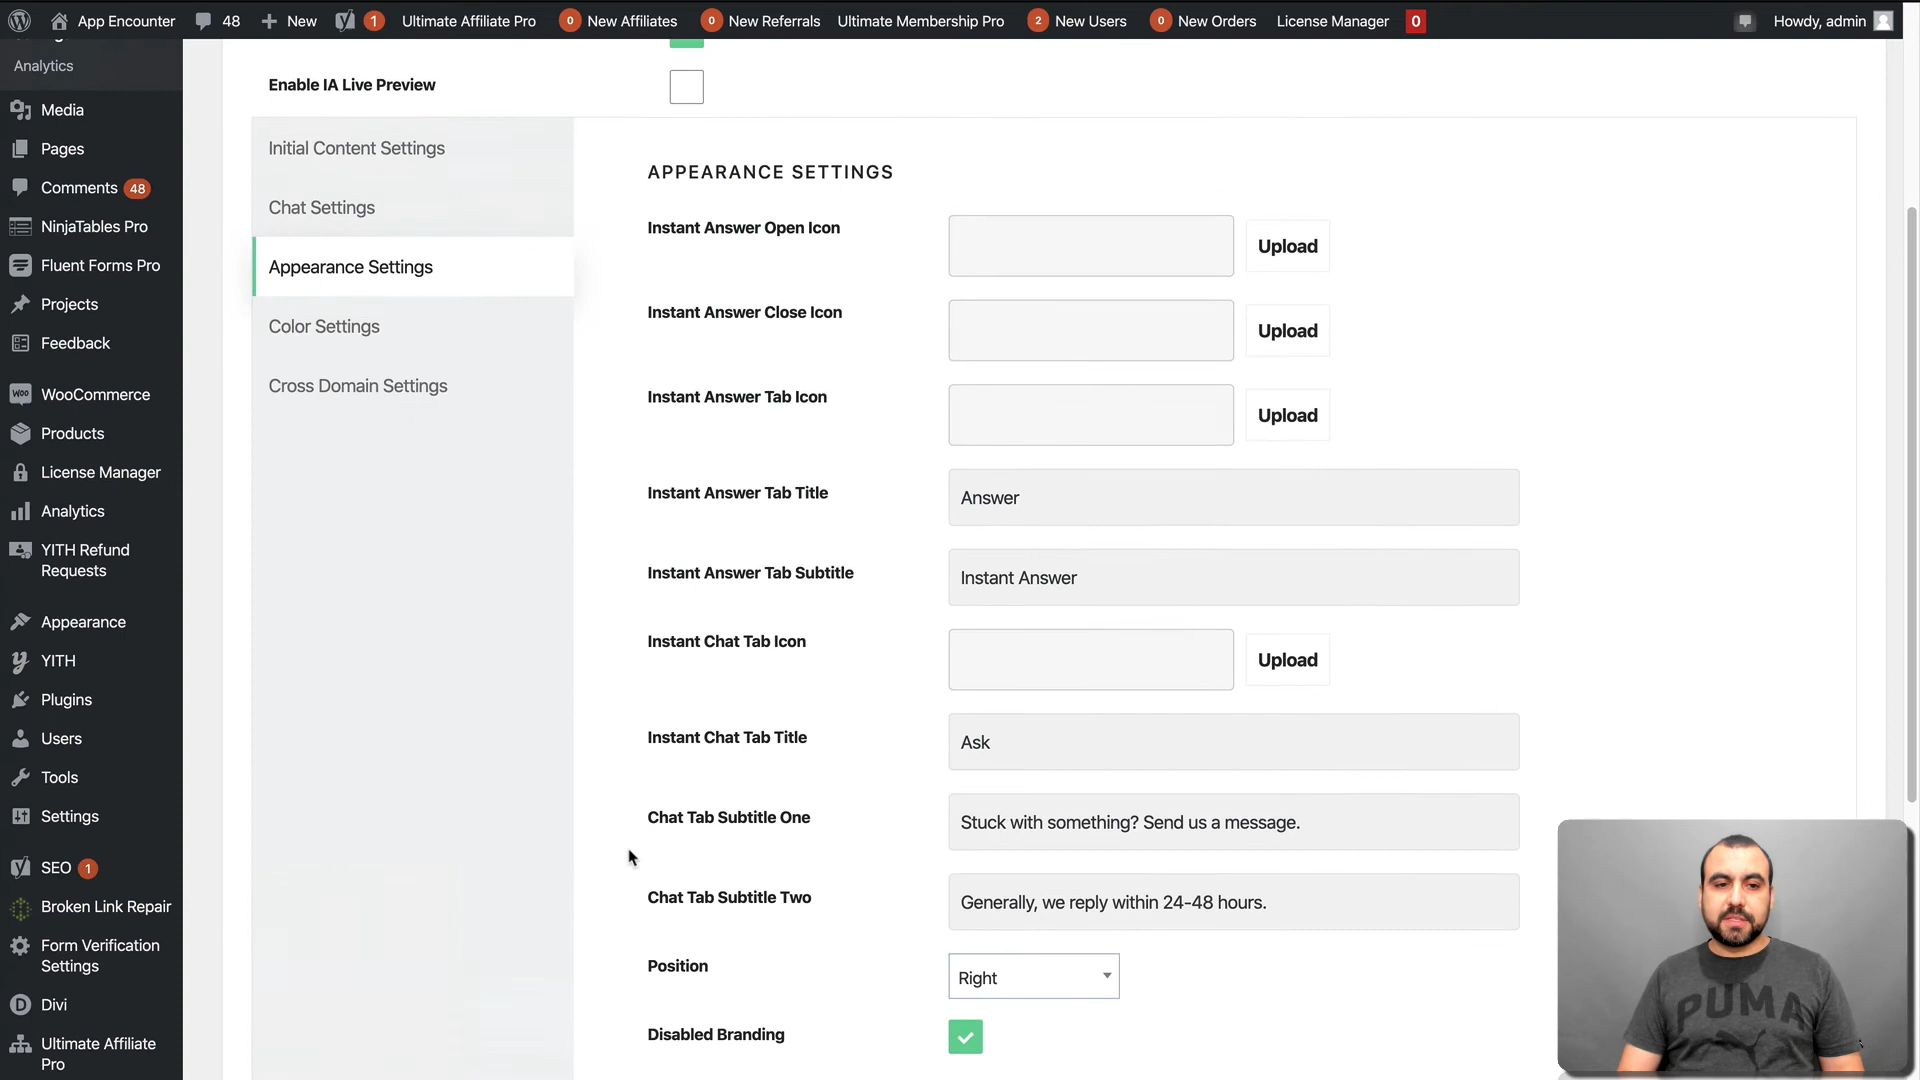 App Encounter 48 New 1 Ultimate Affiliate Pro 0 New Affiliates 0 New Referrals Ultimate Membership Pro 2 New Users 0 New Orders License Manager 0 Howdy, admin
Analytics
Media
Pages
Comments 48
NinjaTables Pro
Fluent Forms Pro
Projects
Feedback
WooCommerce
Products
License Manager
Analytics
YITH Refund
Requests
Appearance
YITH
Plugins
Users
Tools
Settings
SEO 1
Broken Link Repair
Form Verification
Settings
Divi
Ultimate Affiliate
Pro
Enable IA Live Preview
Initial Content Settings
Chat Settings
Appearance Settings
Color Settings
Cross Domain Settings
APPEARANCE SETTINGS
Instant Answer Open Icon Upload
Instant Answer Close Icon Upload
Instant Answer Tab Icon Upload
Instant Answer Tab Title Answer
Instant Answer Tab Subtitle Instant Answer
Instant Chat Tab Icon Upload
Instant Chat Tab Title Ask
Chat Tab Subtitle One Stuck with something? Send us a message.
Chat Tab Subtitle Two Generally, we reply within 24-48 hours.
Position Right
Disabled Branding
PUMA